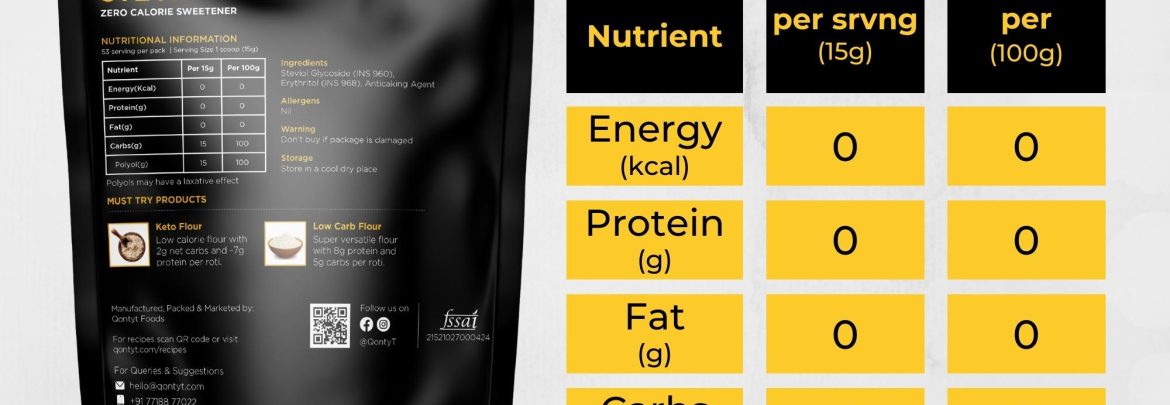 ZERO CALORIE SWEETENER
NUTRITIONAL INFORMATION
53 serving per pack | Serving Size 1 scoop (15g)
Nutrient Per 15g Per 100g
Energy(Kcal) 0 0
Protein(g) 0 0
Fat(g) 0 0
Carbs(g) 15 100
Polyol(g) 15 100
Polyols may have a laxative effect
Ingredients
Steviol Glycoside (INS 960),
Erythritol (INS 968), Anticaking Agent
Allergens
Nil
Warning
Don't buy if package is damaged
Storage
Store in a cool dry place
MUST TRY PRODUCTS
Keto Flour
Low calorie flour with
2g net carbs and ~7g
protein per roti.
Low Carb Flour
Super versatile flour
with 8g protein and
5g carbs per roti.
Manufactured, Packed & Marketed by:
Qontyt Foods
For recipes scan QR code or visit
qontyt.com/recipes
For Queries & Suggestions
hello@qontyt.com
+91 77188 77022
Follow us on
@QontyT
fssai
21521027000424
Nutrient per srvng (15g) per (100g)
Energy (kcal) 0 0
Protein (g) 0 0
Fat (g) 0 0
Carbs